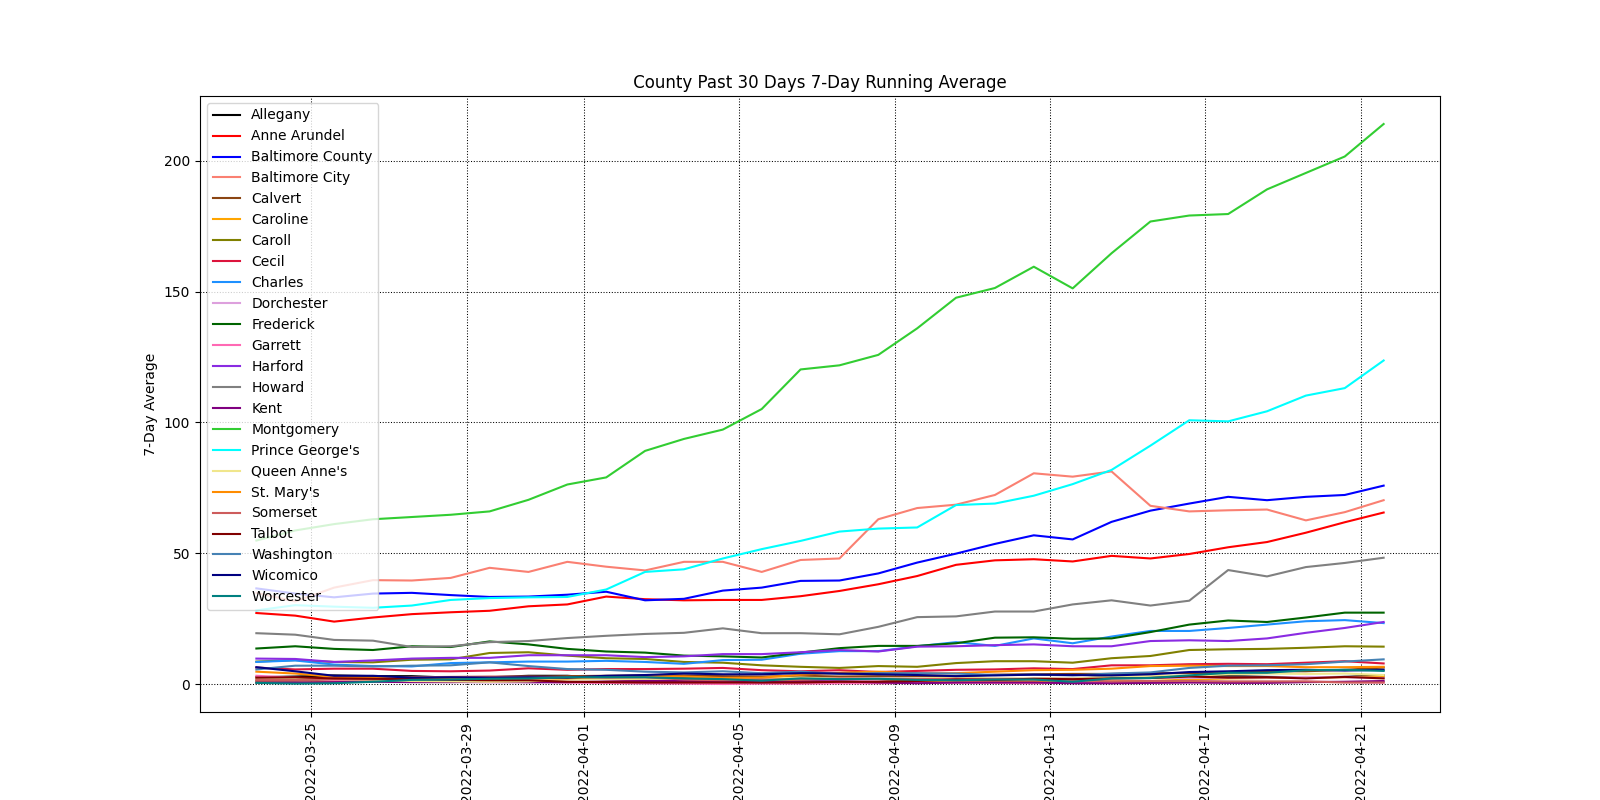 County Past 30 Days 7-Day Running Average
Allegany
Anne Arundel
Baltimore County
Baltimore City
Calvert
Caroline
Caroll
Cecil
Charles
Dorchester
Frederick
Garrett
Harford
Howard
Kent
Montgomery
Prince George's
Queen Anne's
St. Mary's
Somerset
Talbot
Washington
Wicomico
Worcester
7-Day Average
200
150
100
50
0
2022-03-25
2022-03-29
2022-04-01
2022-04-05
2022-04-09
2022-04-13
2022-04-17
2022-04-21